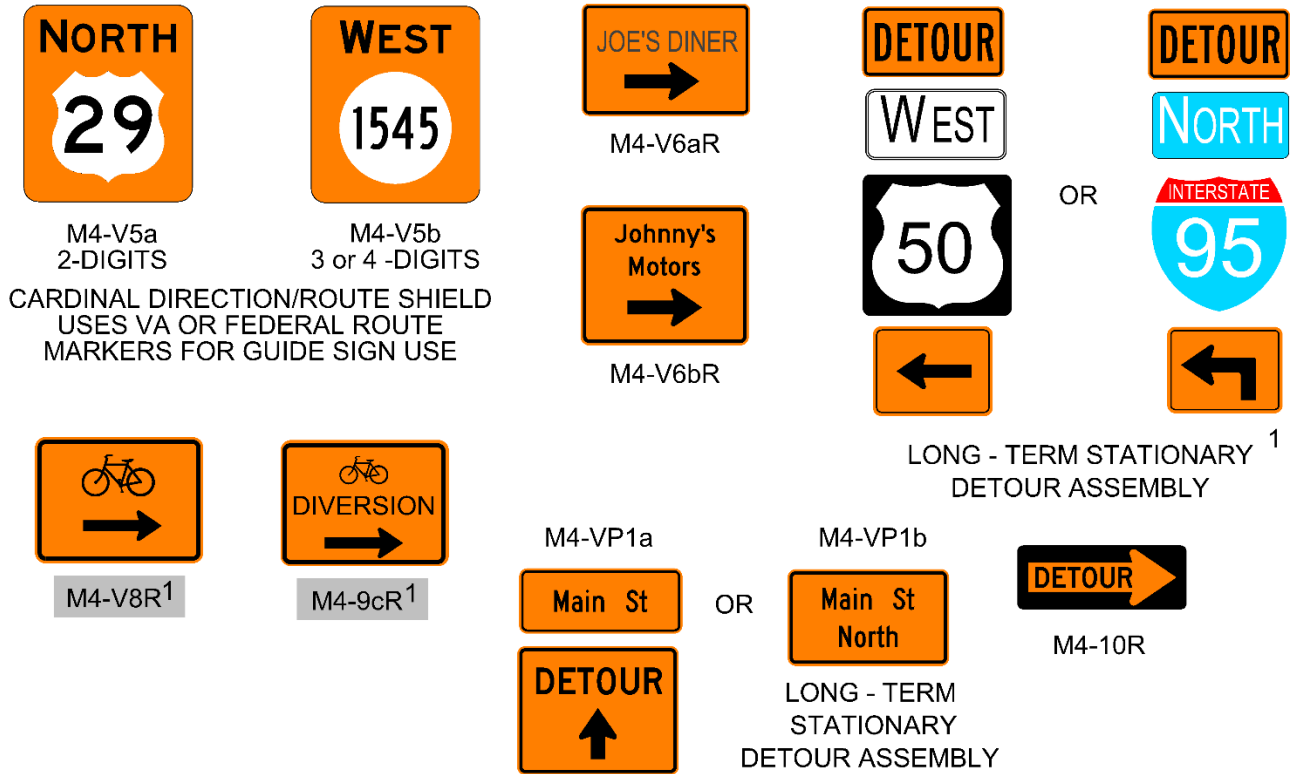 NORTH
29
M4-V5a
2-DIGITS
WEST
1545
M4-V5b
3 or 4 -DIGITS
CARDINAL DIRECTION/ROUTE SHIELD
USES VA OR FEDERAL ROUTE
MARKERS FOR GUIDE SIGN USE
JOE'S DINER
M4-V6aR
Johnny's
Motors
M4-V6bR
DETOUR
WEST
50
OR
DETOUR
NORTH
INTERSTATE
95
LONG - TERM STATIONARY 1
DETOUR ASSEMBLY
M4-V8R1
DIVERSION
M4-9cR1
M4-VP1a
Main St
DETOUR
OR
M4-VP1b
Main St
North
LONG - TERM
STATIONARY
DETOUR ASSEMBLY
DETOUR
M4-10R